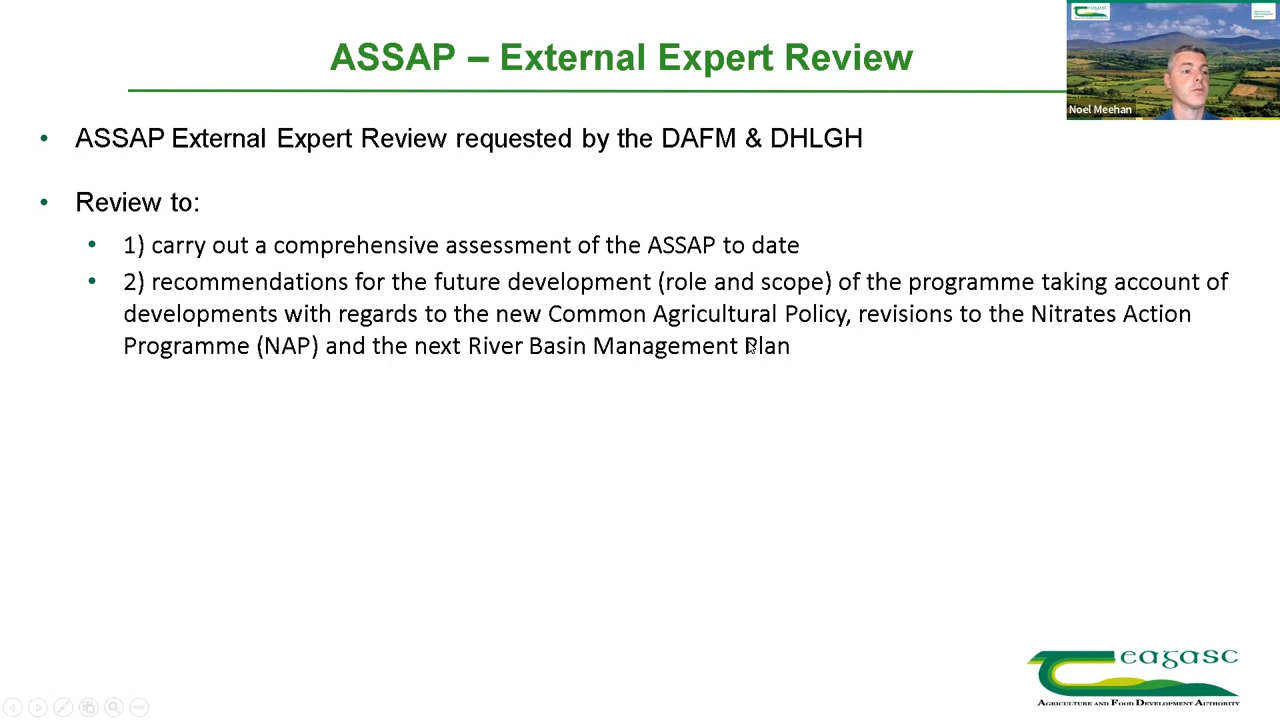 ASSAP – External Expert Review
teagasc
Noel Meehan
• ASSAP External Expert Review requested by the DAFM & DHLGH
• Review to:
• 1) carry out a comprehensive assessment of the ASSAP to date
• 2) recommendations for the future development (role and scope) of the programme taking account of
developments with regards to the new Common Agricultural Policy, revisions to the Nitrates Action
Programme (NAP) and the next River Basin Management Plan
teagasc
AGRICULTURE AND FOOD DEVELOPMENT AUTHORITY